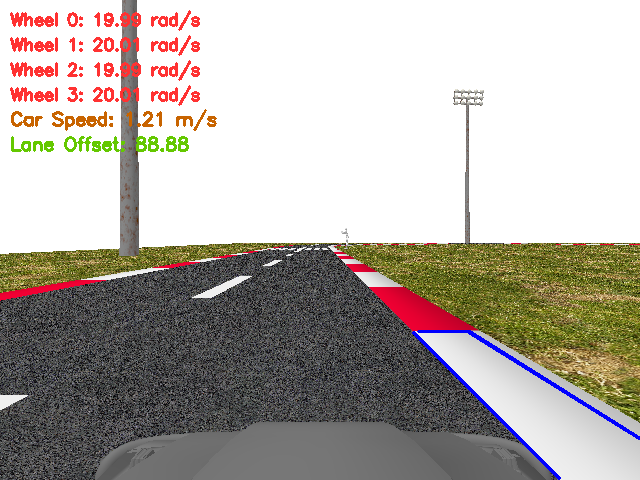 Wheel 0: 19.99 rad/s
Wheel 1: 20.01 rad/s
Wheel 2: 19.99 rad/s
Wheel 3: 20.01 rad/s
Car Speed: 1.21 m/s
Lane Offset: 88.88